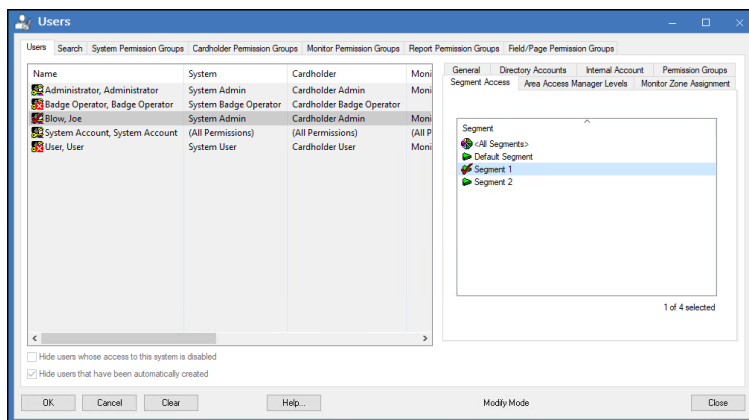 Users
Users Search System Permission Groups Cardholder Permission Groups Monitor Permission Groups Report Permission Groups Field/Page Permission Groups
Name System Cardholder Moni
Administrator, Administrator System Admin Cardholder Admin Moni
Badge Operator, Badge Operator System Badge Operator Cardholder Badge Operator
Blow, Joe System Admin Cardholder Admin Moni
System Account, System Account (All Permissions) (All Permissions) (All P
User, User System User Cardholder User Moni
General Directory Accounts Internal Account Permission Groups
Segment Access Area Access Manager Levels Monitor Zone Assignment
Segment
<All Segments>
Default Segment
Segment 1
Segment 2
1 of 4 selected
Hide users whose access to this system is disabled
Hide users that have been automatically created
OK Cancel Clear Help... Modify Mode Close